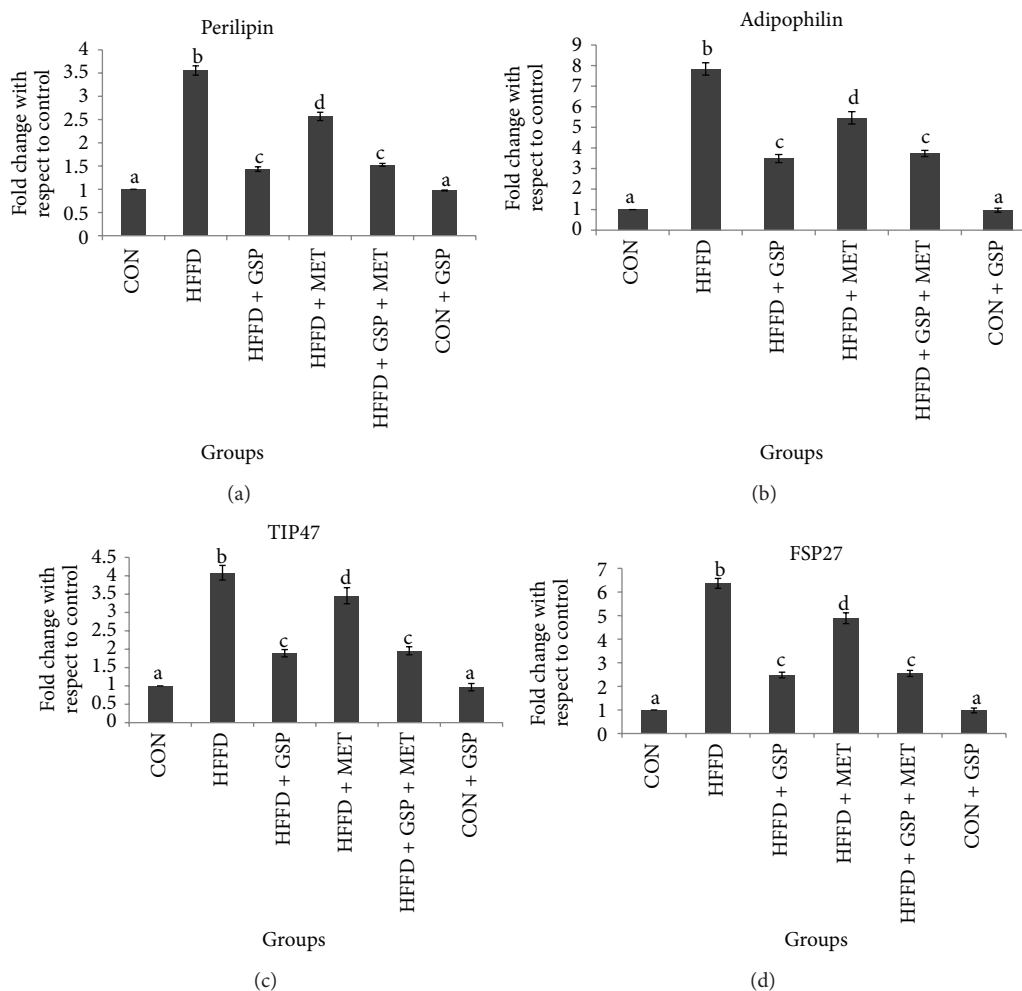 Perilipin
Fold change with
respect to control
4
3.5
3
2.5
2
1.5
1
0.5
0
a
b
c
d
c
a
CON
HFFD
HFFD + GSP
HFFD + MET
HFFD + GSP + MET
CON + GSP
Groups
(a)
Adipophilin
Fold change with
respect to control
9
8
7
6
5
4
3
2
1
0
a
b
c
d
c
a
CON
HFFD
HFFD + GSP
HFFD + MET
HFFD + GSP + MET
CON + GSP
Groups
(b)
TIP47
Fold change with
respect to control
4.5
4
3.5
3
2.5
2
1.5
1
0.5
0
a
b
c
d
c
a
CON
HFFD
HFFD + GSP
HFFD + MET
HFFD + GSP + MET
CON + GSP
Groups
(c)
FSP27
Fold change with
respect to control
7
6
5
4
3
2
1
0
a
b
c
d
c
a
CON
HFFD
HFFD + GSP
HFFD + MET
HFFD + GSP + MET
CON + GSP
Groups
(d)